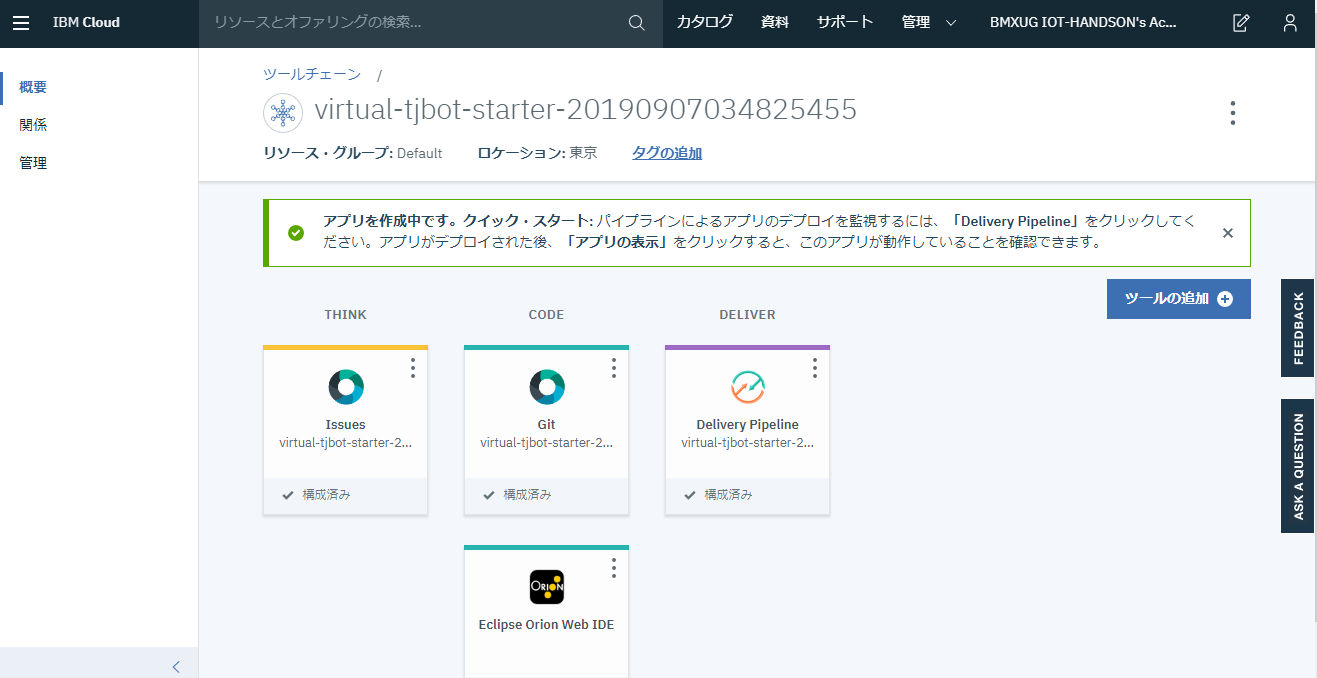 IBM Cloud
リソースとオファリングの検索...
カタログ
資料
サポート
管理
BMXUG IOT-HANDSON's Ac...
概要
関係
管理
ツールチェーン /
virtual-tjbot-starter-20190907034825455
リソース・グループ: Default
ロケーション: 東京
タグの追加
アプリを作成中です。クイック・スタート: パイプラインによるアプリのデプロイを監視するには、「Delivery Pipeline」をクリックしてく
ださい。アプリがデプロイされた後、「アプリの表示」をクリックすると、このアプリが動作していることを確認できます。
ツールの追加
THINK
CODE
DELIVER
Issues
virtual-tjbot-starter-2...
構成済み
Git
virtual-tjbot-starter-2...
構成済み
Delivery Pipeline
virtual-tjbot-starter-2...
構成済み
ORION
Eclipse Orion Web IDE
FEEDBACK
ASK A QUESTION